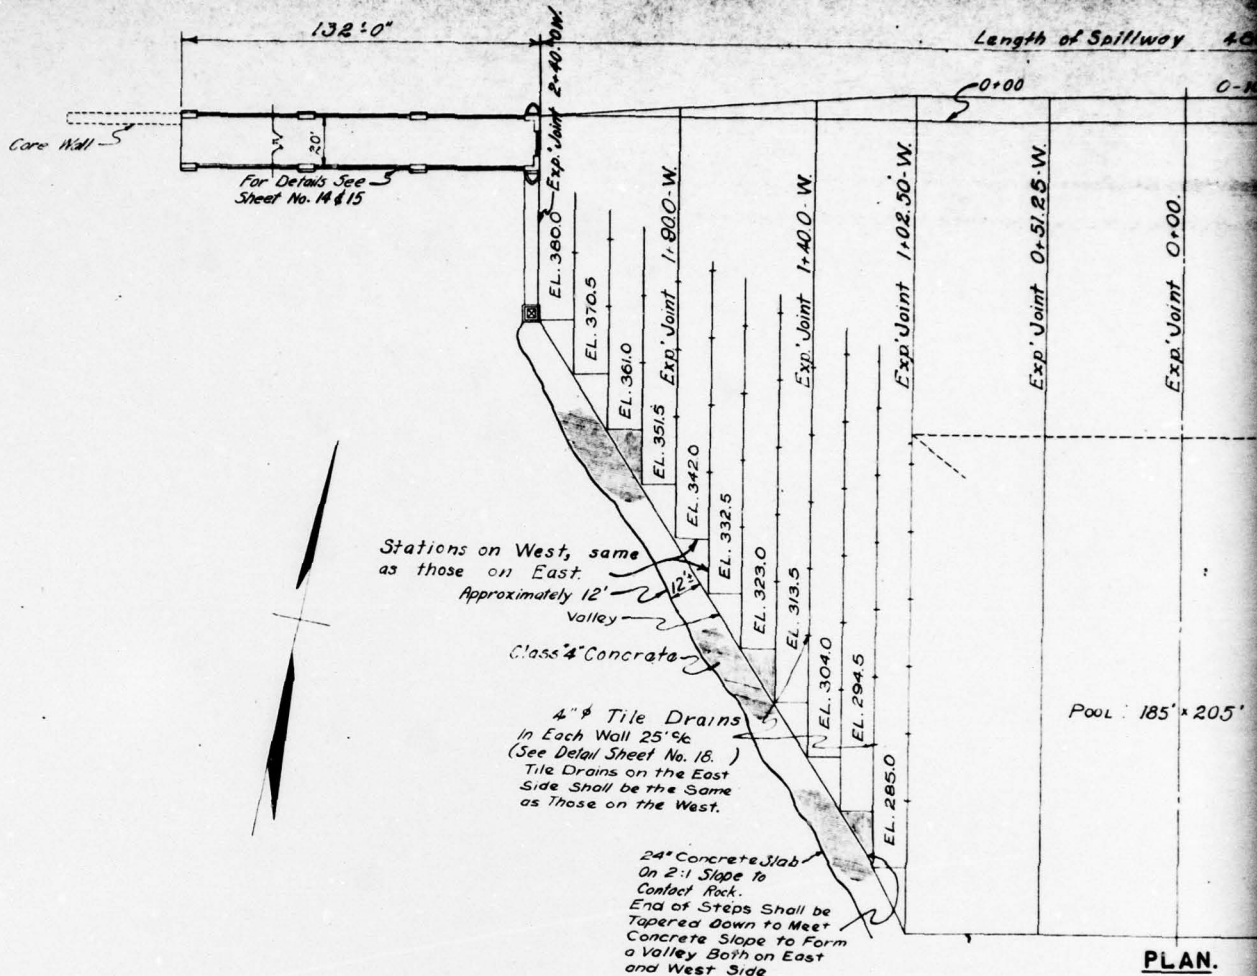 132'-0"
Length of Spillway
0+00
Core Wall
20'
For Details See
Sheet No. 14 & 15
Exp. Joint 2+40.0W.
EL. 380.0
EL. 370.5
EL. 361.0
EL. 351.5
Exp. Joint 1+80.0-W.
EL. 342.0
EL. 332.5
EL. 323.0
EL. 313.5
Exp. Joint 1+40.0-W.
EL. 304.0
EL. 294.5
EL. 285.0
Exp. Joint 1+02.50-W.
Exp. Joint 0+51.25-W.
Exp. Joint 0+00.
Stations on West, same
as those on East.
Approximately 12'
12'±
Valley
Class "4" Concrete
4"ϕ Tile Drains
In Each Wall 25' c/c
(See Detail Sheet No. 18. )
Tile Drains on the East
Side Shall be the Same
as Those on the West.
POOL: 185' x 205'
24" Concrete Slab
On 2:1 Slope to
Contact Rock.
End of Steps Shall be
Tapered Down to Meet
Concrete Slope to Form
a Valley Both on East
and West Side
PLAN.